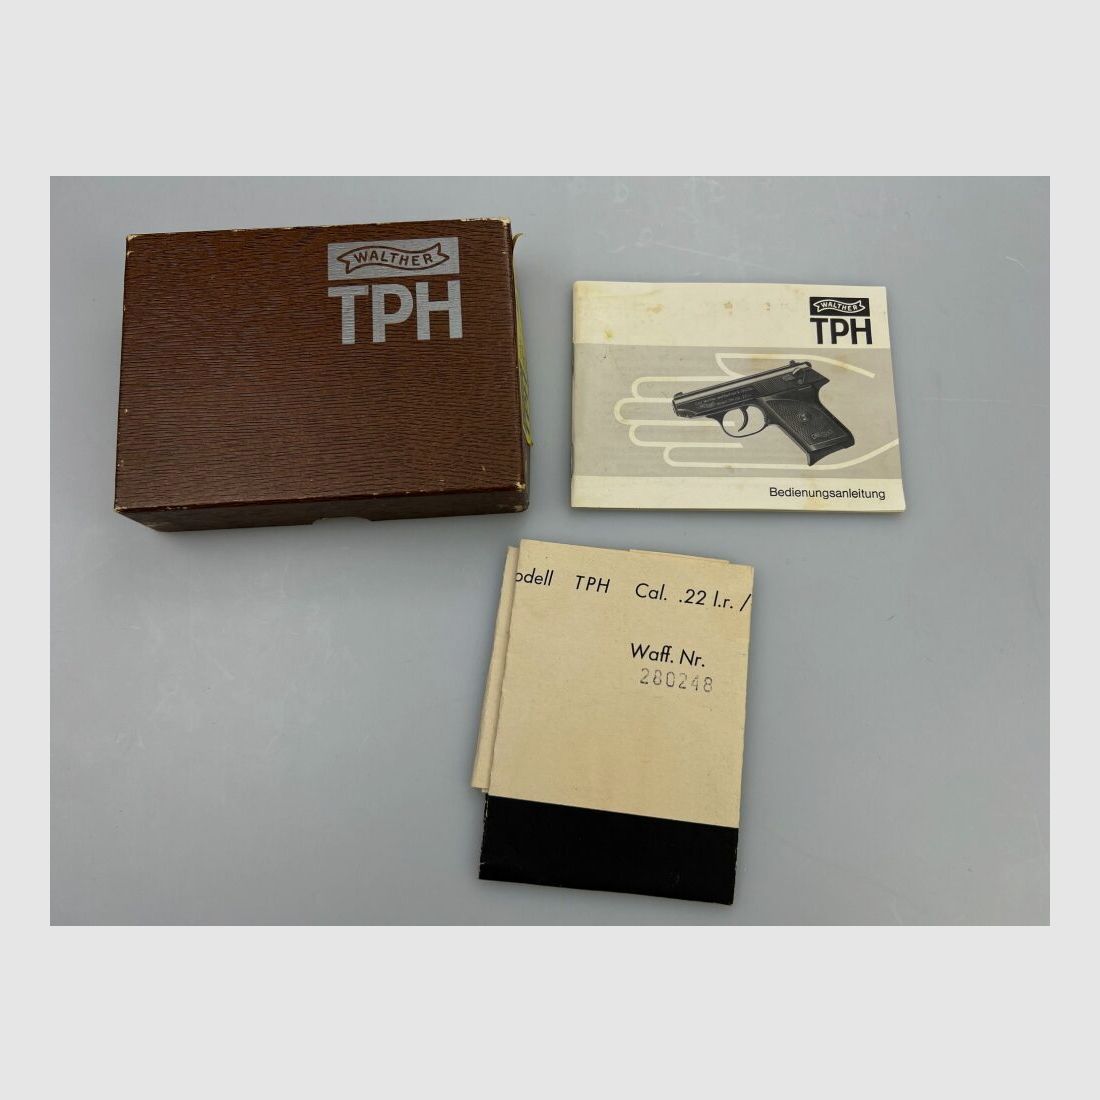 WALTHER
TPH
WALTHER
TPH
Bedienungsanleitung
odell TPH Cal. .22 l.r. /
Waff. Nr.
280248